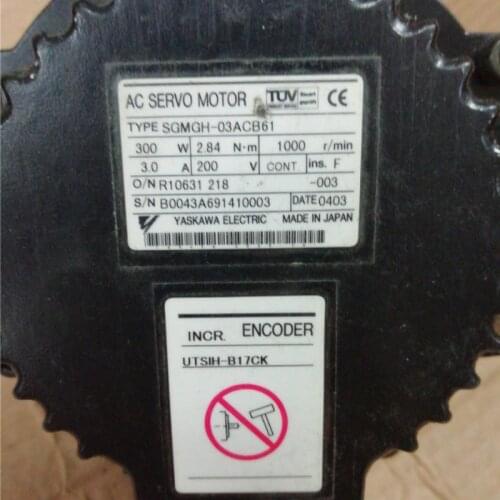 AC SERVO MOTOR TÜV CE
TYPE SGMGH-03ACB61
300 W 2.84 N·m 1000 r/min
3.0 A 200 V CONT. ins. F
O/N R10631 218 -003
S/N B0043A691410003 DATE 0403
YASKAWA ELECTRIC MADE IN JAPAN
INCR. ENCODER
UTSIH-B17CK